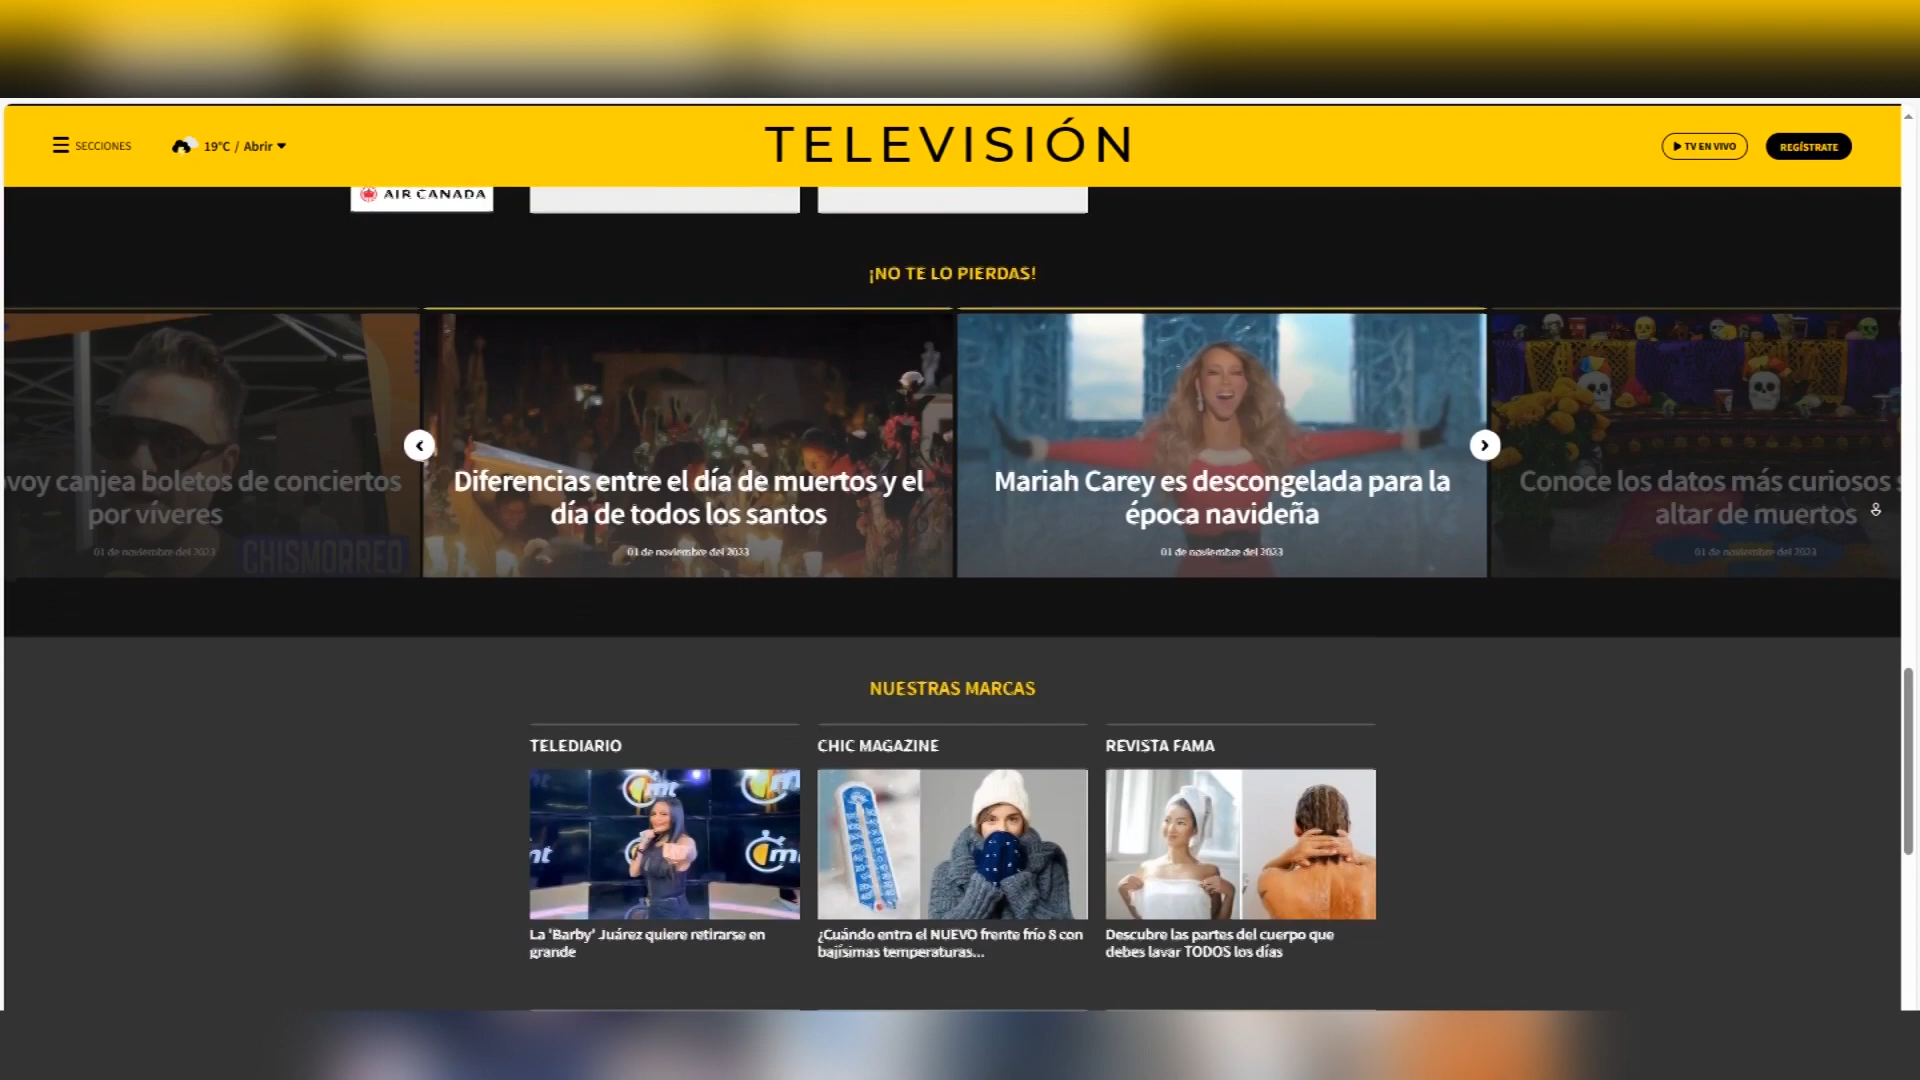 SECCIONES
19°C / Abrir
TELEVISIÓN
TV EN VIVO
REGÍSTRATE
AIR CANADA
¡NO TE LO PIERDAS!
voy canjea boletos de conciertos
por víveres
01 de noviembre del 2023
CHISMORREO
Diferencias entre el día de muertos y el
día de todos los santos
01 de noviembre del 2023
Mariah Carey es descongelada para la
época navideña
01 de noviembre del 2023
Conoce los datos más curiosos
altar de muertos
01 de noviembre del 2023
NUESTRAS MARCAS
TELEDIARIO
CHIC MAGAZINE
REVISTA FAMA
La 'Barby' Juárez quiere retirarse en
grande
¿Cuándo entra el NUEVO frente frío 8 con
bajísimas temperaturas...
Descubre las partes del cuerpo que
debes lavar TODOS los días